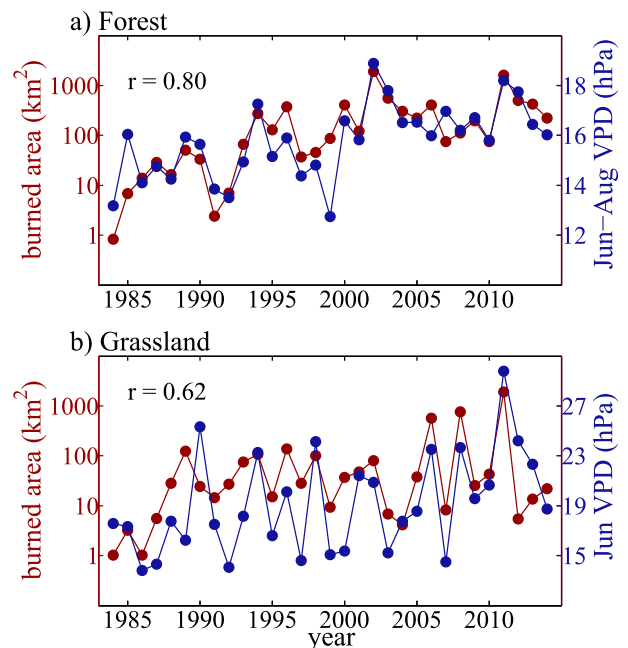 a) Forest
r = 0.80
burned area (km²)
1000
100
10
1
Jun−Aug VPD (hPa)
18
16
14
12
1985 1990 1995 2000 2005 2010
b) Grassland
r = 0.62
burned area (km²)
1000
100
10
1
Jun VPD (hPa)
27
23
19
15
1985 1990 1995 2000 2005 2010
year